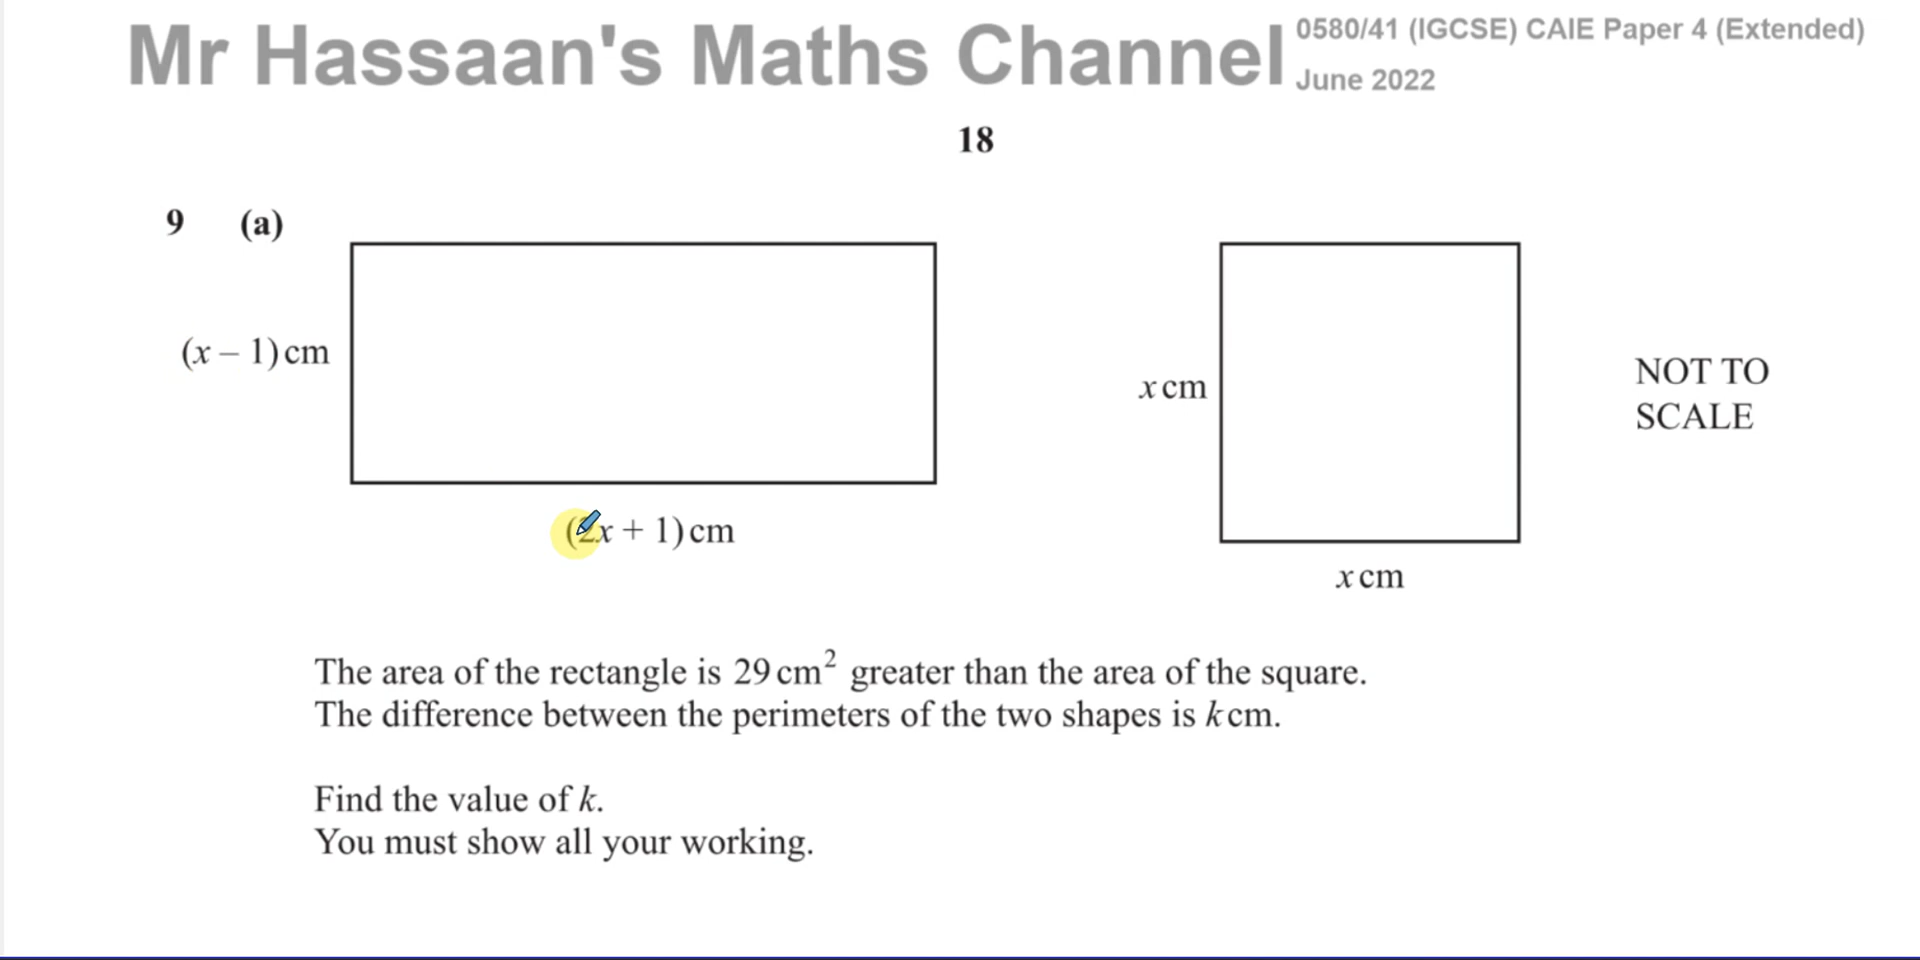 Mr Hassaan's Maths Channel
0580/41 (IGCSE) CAIE Paper 4 (Extended)
June 2022
18
9 (a)
(x – 1) cm
(2x + 1) cm
x cm
x cm
NOT TO
SCALE
The area of the rectangle is 29 cm² greater than the area of the square.
The difference between the perimeters of the two shapes is k cm.
Find the value of k.
You must show all your working.